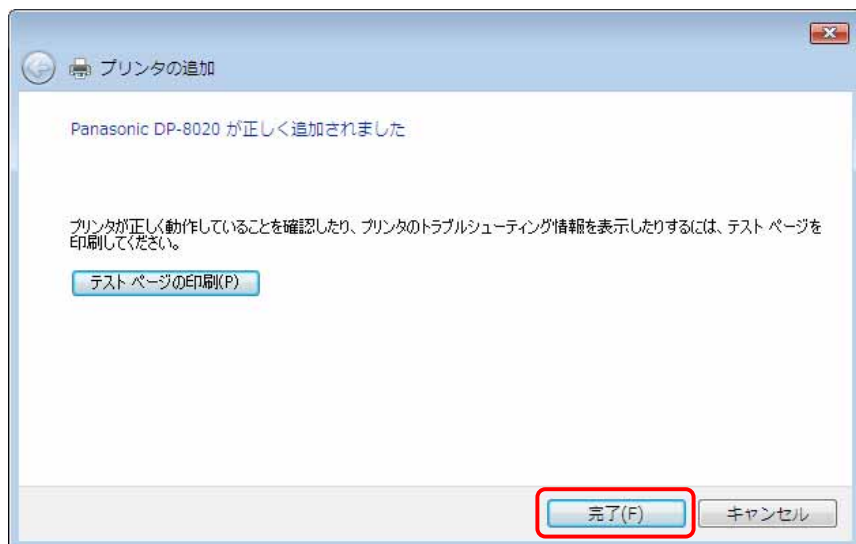 プリンタの追加
Panasonic DP-8020 が正しく追加されました
プリンタが正しく動作していることを確認したり、プリンタのトラブルシューティング情報を表示したりするには、テスト ページを
印刷してください。
テスト ページの印刷(P)
完了(F) キャンセル